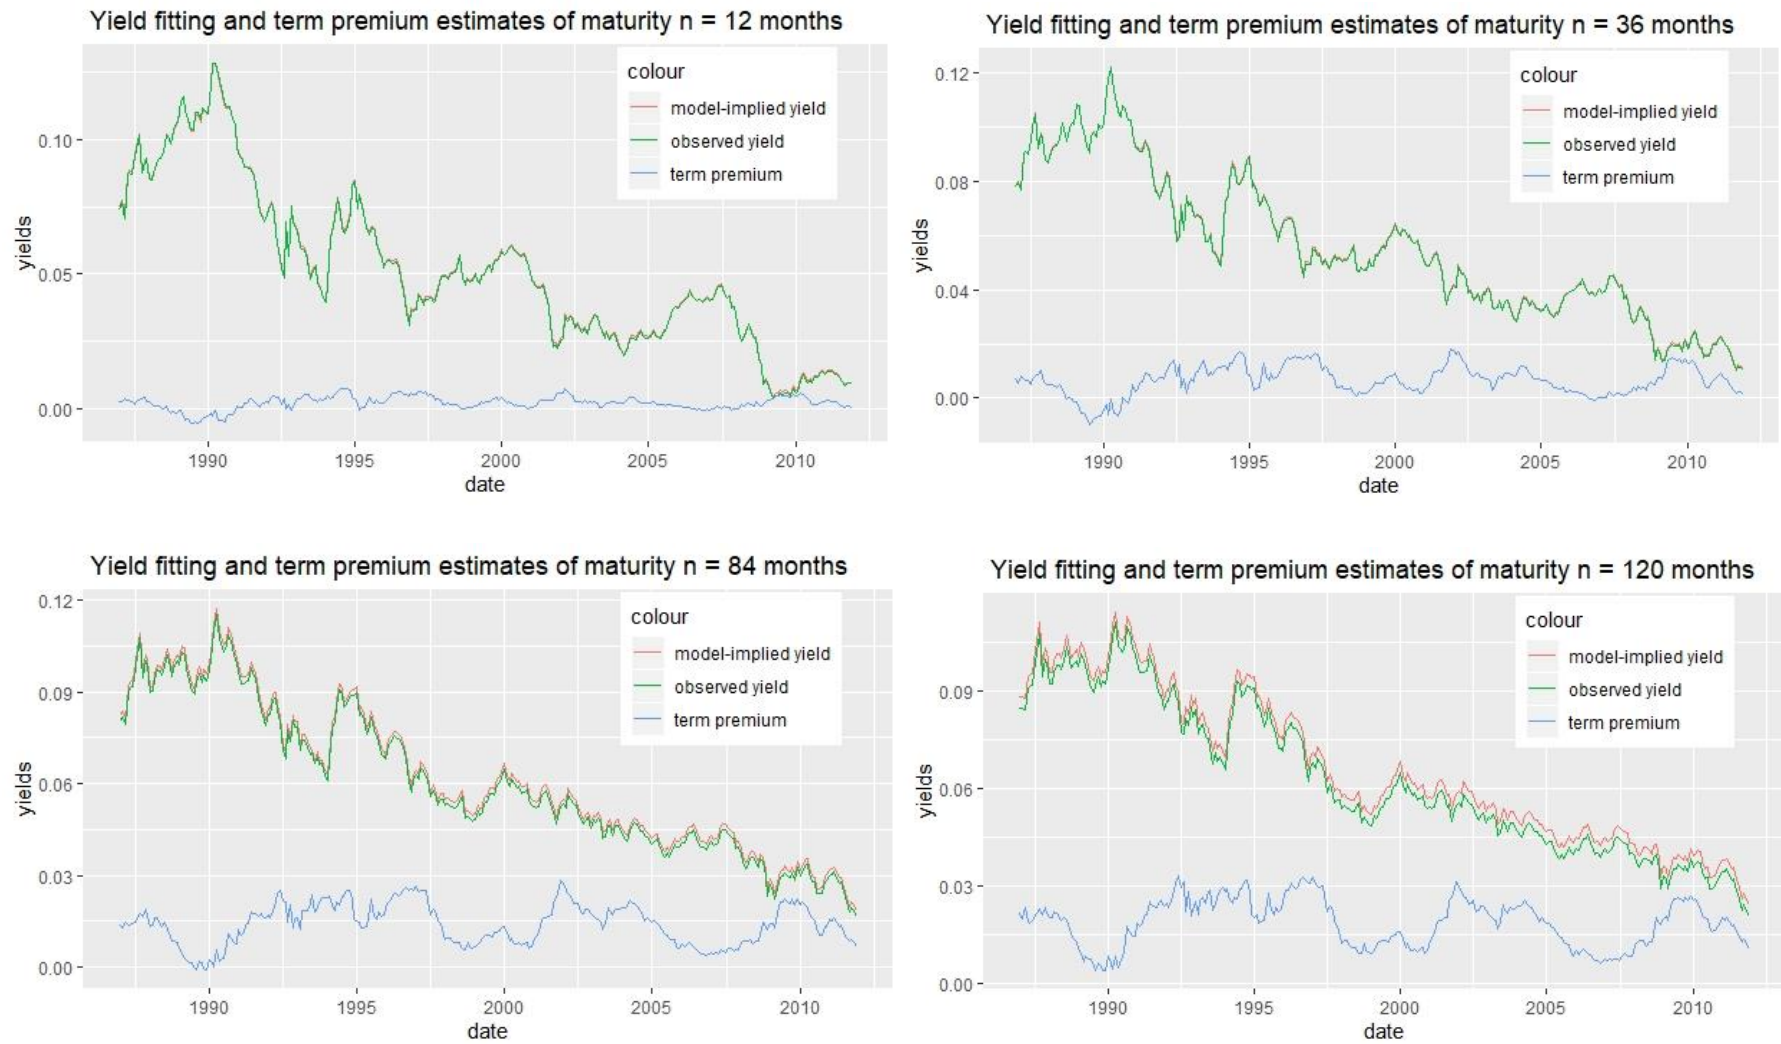 Yield fitting and term premium estimates of maturity n = 12 months
colour
model-implied yield
observed yield
term premium
0.10
0.05
0.00
yields
1990
1995
2000
2005
2010
date
Yield fitting and term premium estimates of maturity n = 36 months
colour
model-implied yield
observed yield
term premium
0.12
0.08
0.04
0.00
yields
1990
1995
2000
2005
2010
date
Yield fitting and term premium estimates of maturity n = 84 months
colour
model-implied yield
observed yield
term premium
0.12
0.09
0.06
0.03
0.00
yields
1990
1995
2000
2005
2010
date
Yield fitting and term premium estimates of maturity n = 120 months
colour
model-implied yield
observed yield
term premium
0.09
0.06
0.03
0.00
yields
1990
1995
2000
2005
2010
date